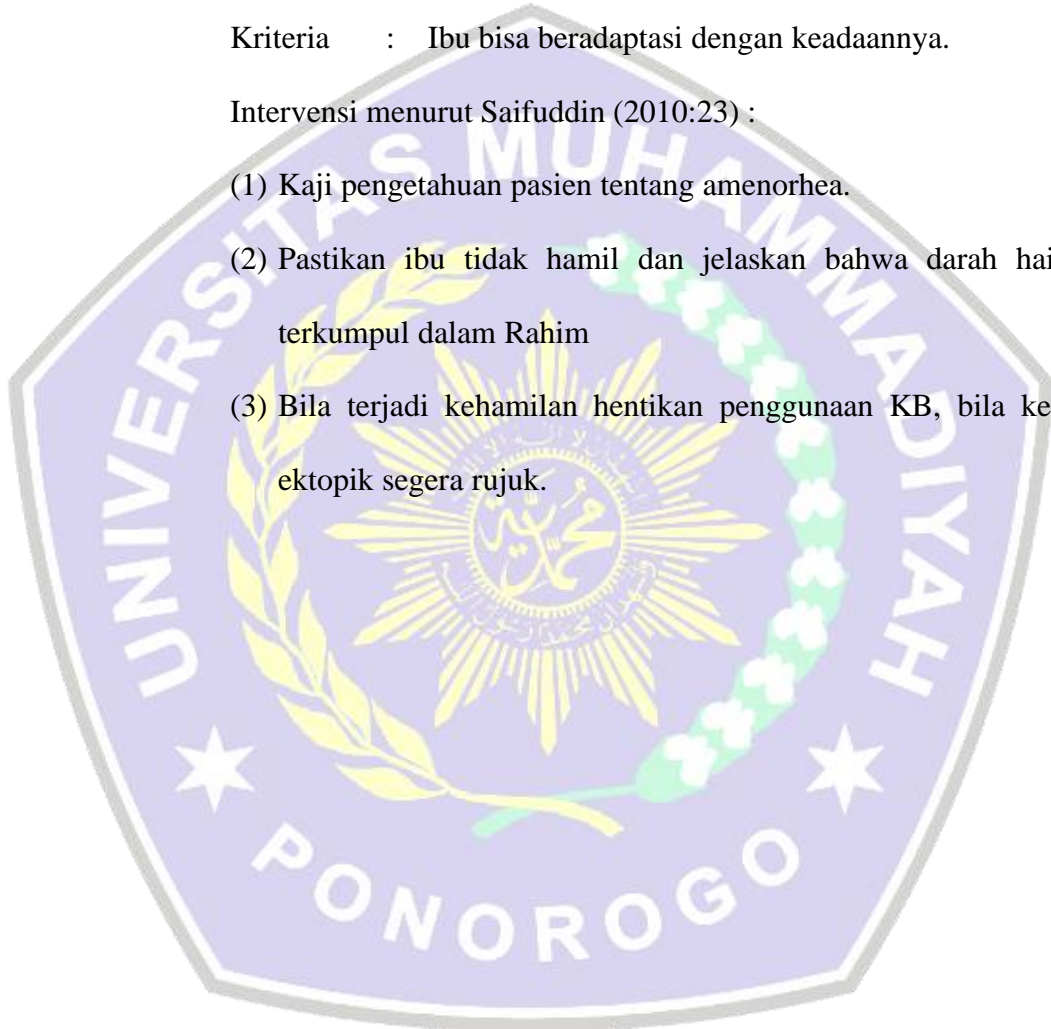 Kriteria : Ibu bisa beradaptasi dengan keadaannya.
Intervensi menurut Saifuddin (2010:23) :
(1) Kaji pengetahuan pasien tentang amenorhea.
(2) Pastikan ibu tidak hamil dan jelaskan bahwa darah hai
terkumpul dalam Rahim
(3) Bila terjadi kehamilan hentikan penggunaan KB, bila ke
ektopik segera rujuk.
UNIVERSITAS MUHAMMADIYAH
PONOROGO